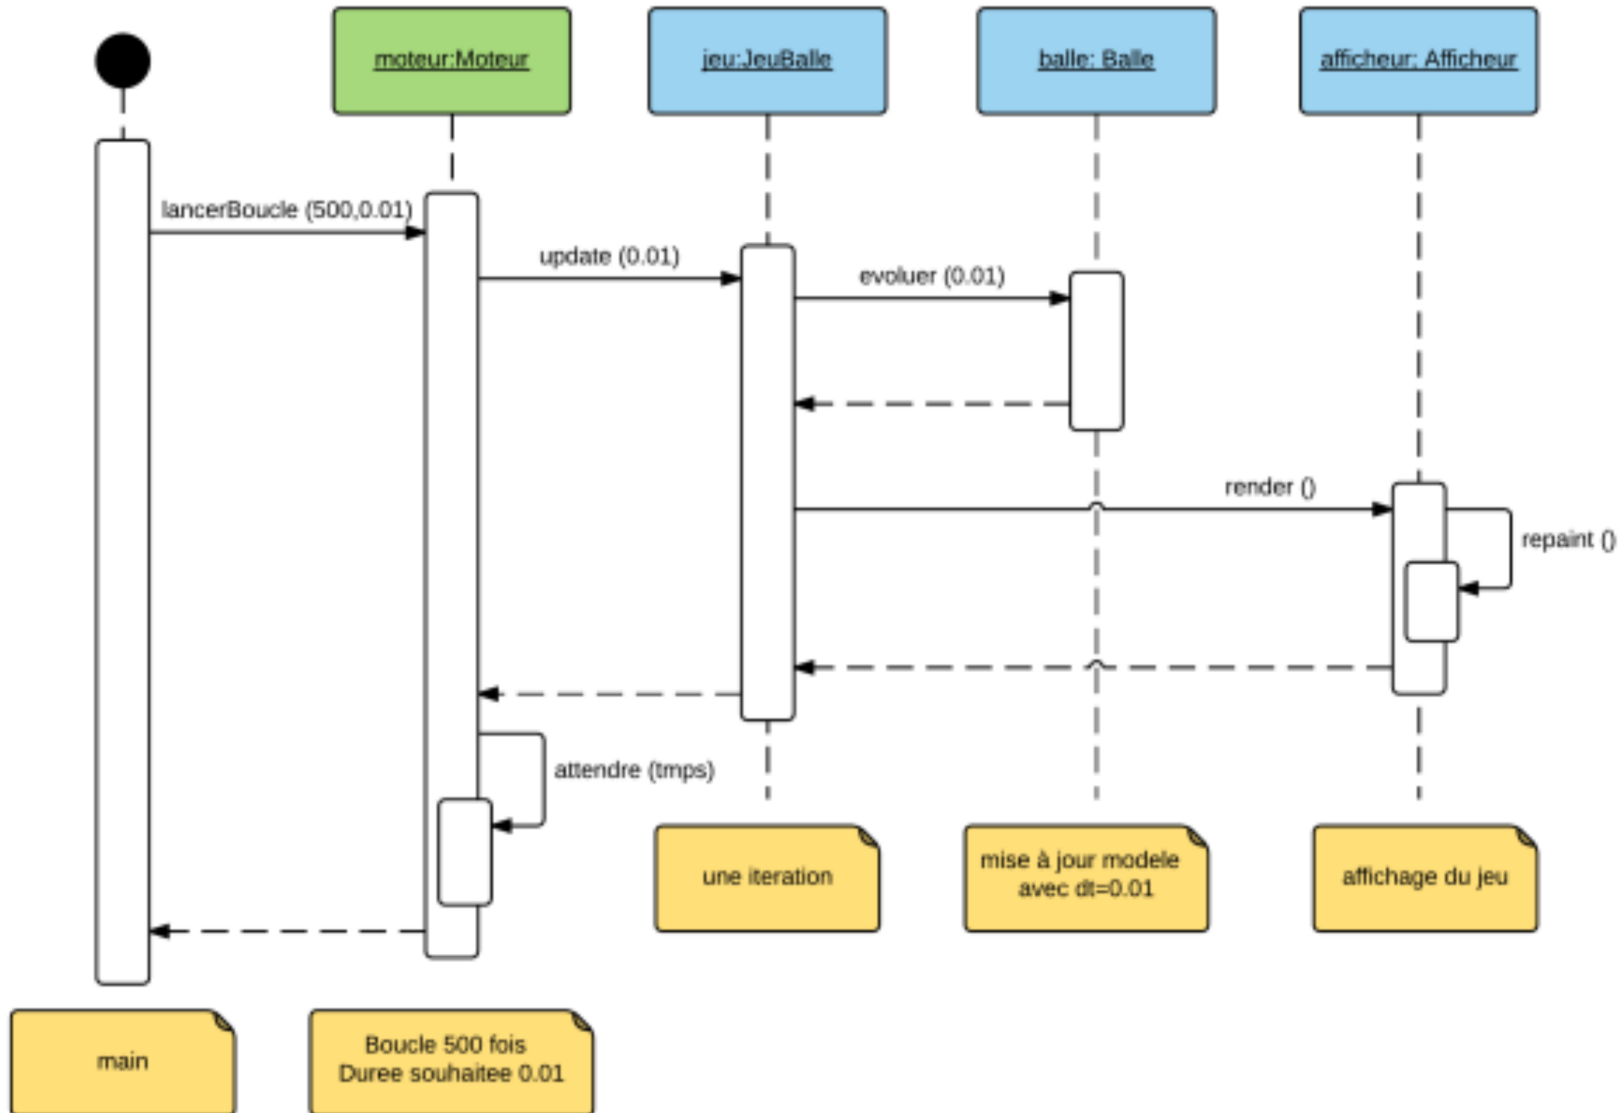 moteur:Moteur
jeu:JeuBalle
balle: Balle
afficheur: Afficheur
lancerBoucle (500,0.01)
update (0.01)
evoluer (0.01)
render ()
repaint ()
attendre (tmps)
une iteration
mise à jour modele
avec dt=0.01
affichage du jeu
main
Boucle 500 fois
Duree souhaitee 0.01